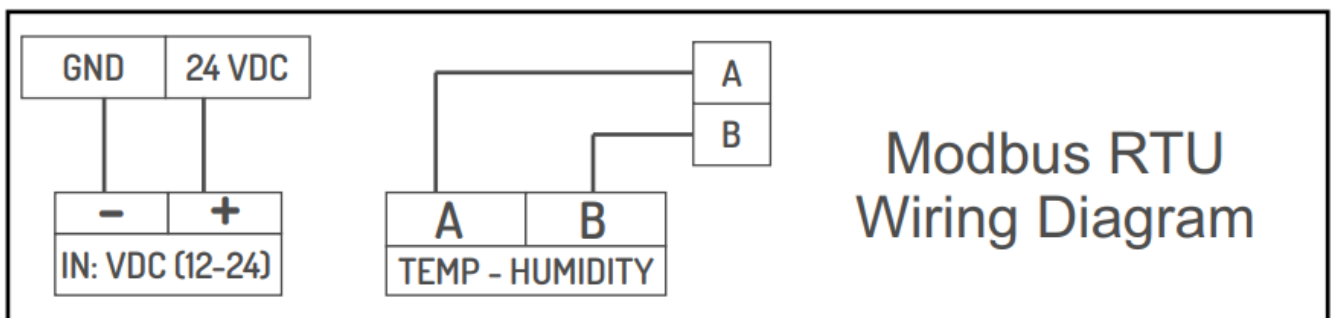 GND 24 VDC
- +
IN: VDC (12-24)
A
B
A B
TEMP - HUMIDITY
Modbus RTU
Wiring Diagram